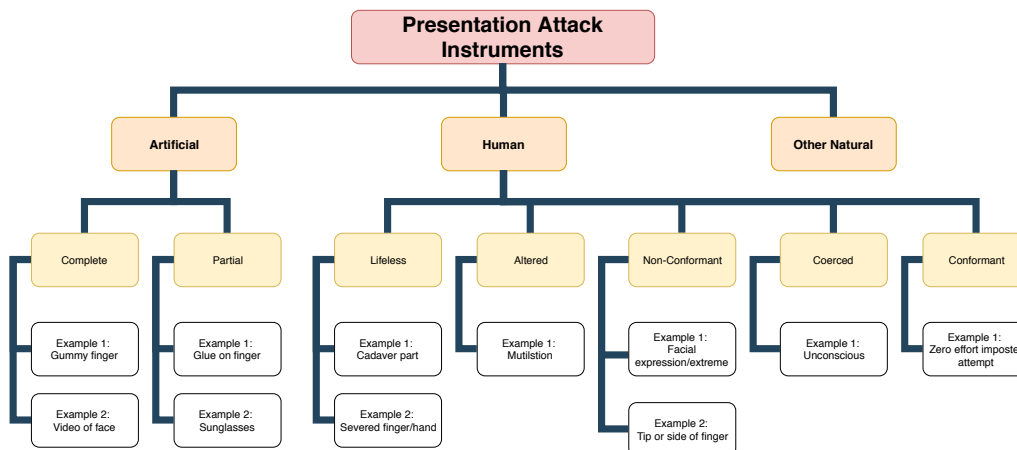 Presentation Attack
Instruments
Artificial
Human
Other Natural
Complete
Partial
Lifeless
Altered
Non-Conformant
Coerced
Conformant
Example 1:
Gummy finger
Example 1:
Glue on finger
Example 1:
Cadaver part
Example 1:
Mutilstion
Example 1:
Facial
expression/extreme
Example 1:
Unconscious
Example 1:
Zero effort imposte
attempt
Example 2:
Video of face
Example 2:
Sunglasses
Example 2:
Severed finger/hand
Example 2:
Tip or side of finger